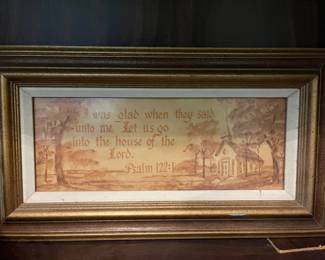 I was glad when they said
unto me, Let us go
into the house of the
Lord.
Psalm 122:1